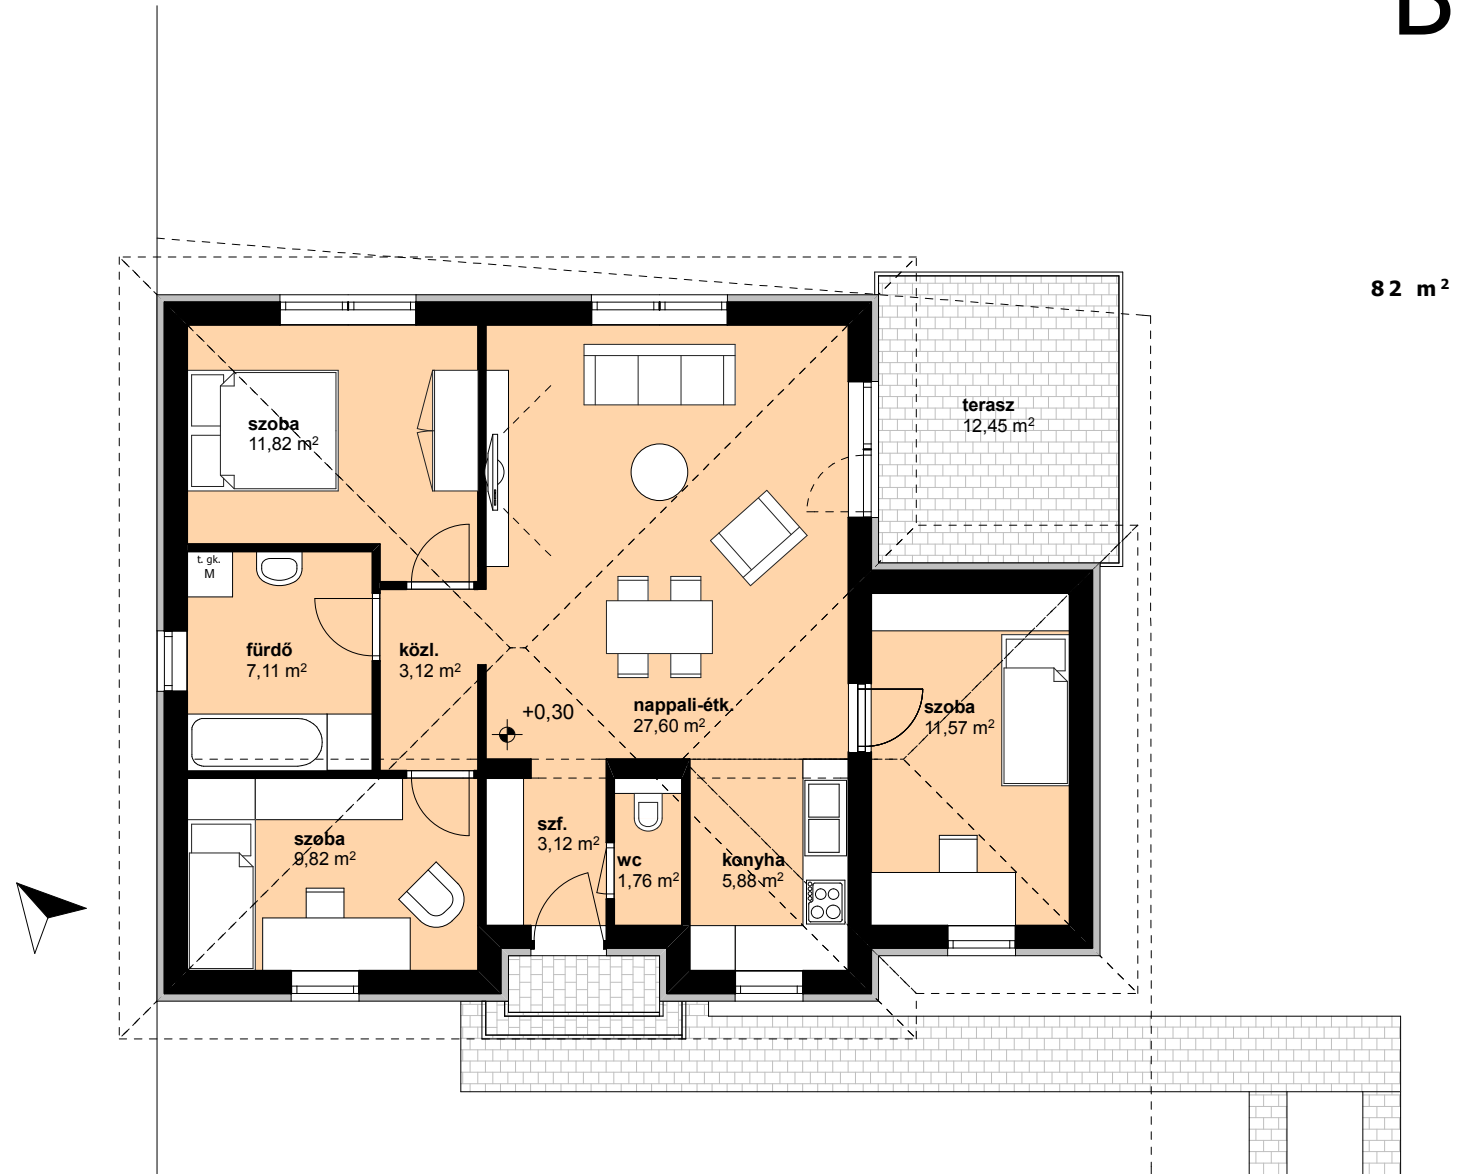 B
82 m²
szoba
11,82 m²
terasz
12,45 m²
t. gk.
M
fürdő
7,11 m²
közl.
3,12 m²
+0,30
nappali-étk.
27,60 m²
szoba
11,57 m²
szoba
9,82 m²
szf.
3,12 m²
wc
1,76 m²
konyha
5,88 m²